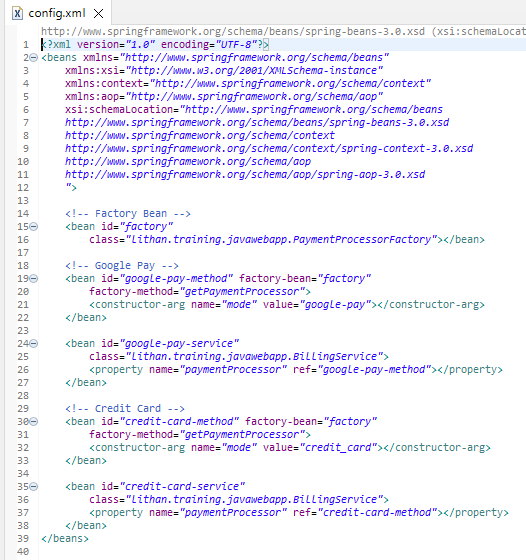 config.xml
http://www.springframework.org/schema/beans/spring-beans-3.0.xsd (xsi:schemaLocat
1 <?xml version="1.0" encoding="UTF-8"?>
2 <beans xmlns="http://www.springframework.org/schema/beans"
3     xmlns:xsi="http://www.w3.org/2001/XMLSchema-instance"
4     xmlns:context="http://www.springframework.org/schema/context"
5     xmlns:aop="http://www.springframework.org/schema/aop"
6     xsi:schemaLocation="http://www.springframework.org/schema/beans
7     http://www.springframework.org/schema/beans/spring-beans-3.0.xsd
8     http://www.springframework.org/schema/context
9     http://www.springframework.org/schema/context/spring-context-3.0.xsd
10     http://www.springframework.org/schema/aop
11     http://www.springframework.org/schema/aop/spring-aop-3.0.xsd
12     ">
13
14     <!-- Factory Bean -->
15     <bean id="factory"
16         class="lithan.training.javawebapp.PaymentProcessorFactory"></bean>
17
18     <!-- Google Pay -->
19     <bean id="google-pay-method" factory-bean="factory"
20         factory-method="getPaymentProcessor">
21         <constructor-arg name="mode" value="google-pay"></constructor-arg>
22     </bean>
23
24     <bean id="google-pay-service"
25         class="lithan.training.javawebapp.BillingService">
26         <property name="paymentProcessor" ref="google-pay-method"></property>
27     </bean>
28
29     <!-- Credit Card -->
30     <bean id="credit-card-method" factory-bean="factory"
31         factory-method="getPaymentProcessor">
32         <constructor-arg name="mode" value="credit_card"></constructor-arg>
33     </bean>
34
35     <bean id="credit-card-service"
36         class="lithan.training.javawebapp.BillingService">
37         <property name="paymentProcessor" ref="credit-card-method"></property>
38     </bean>
39 </beans>
40